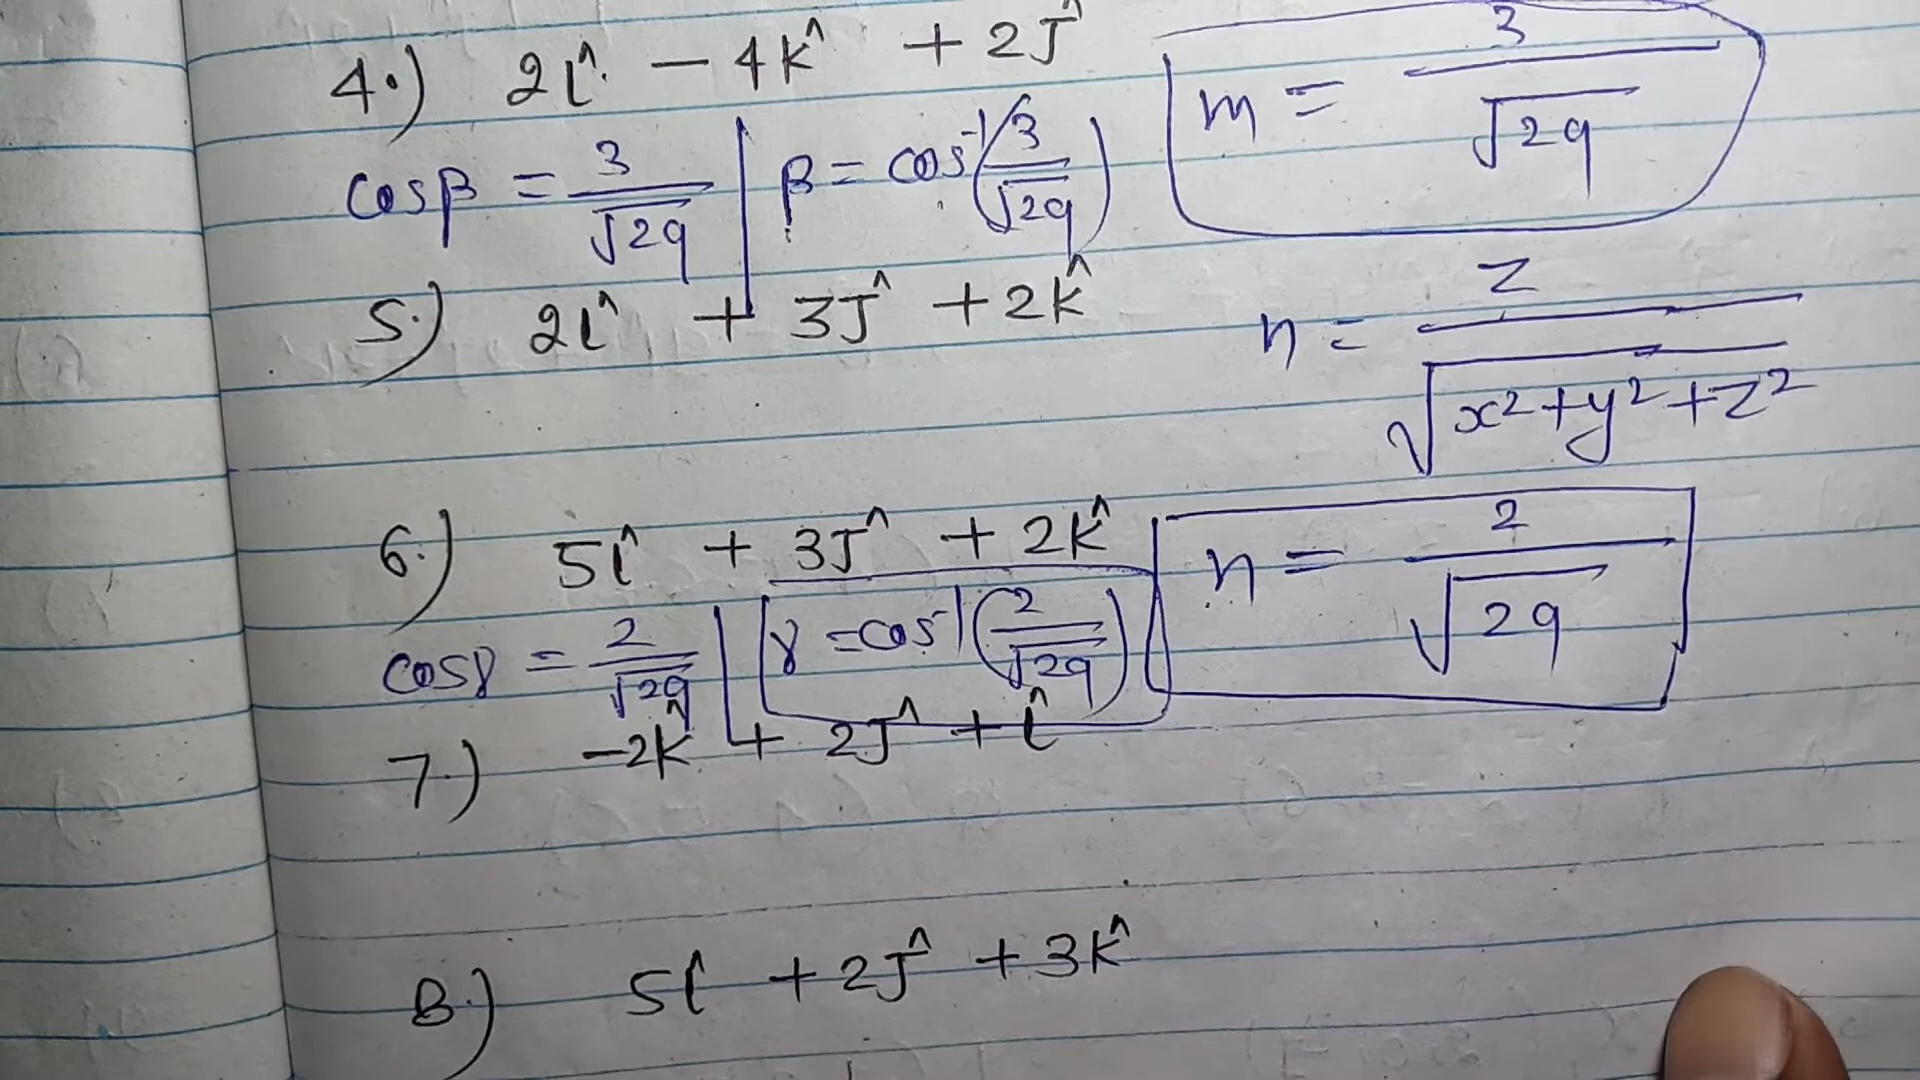 4.) 2î - 4k̂ + 2ĵ
m = 3/√29
cosβ = 3/√29 | β = cos⁻¹(3/√29)
5.) 2î + 3ĵ + 2k̂
n = z/√x²+y²+z²
6.) 5î + 3ĵ + 2k̂
n = 2/√29
cosγ = 2/√29 | γ = cos⁻¹(2/√29)
7.) -2k̂ + 2ĵ + î
8.) 5î + 2ĵ + 3k̂